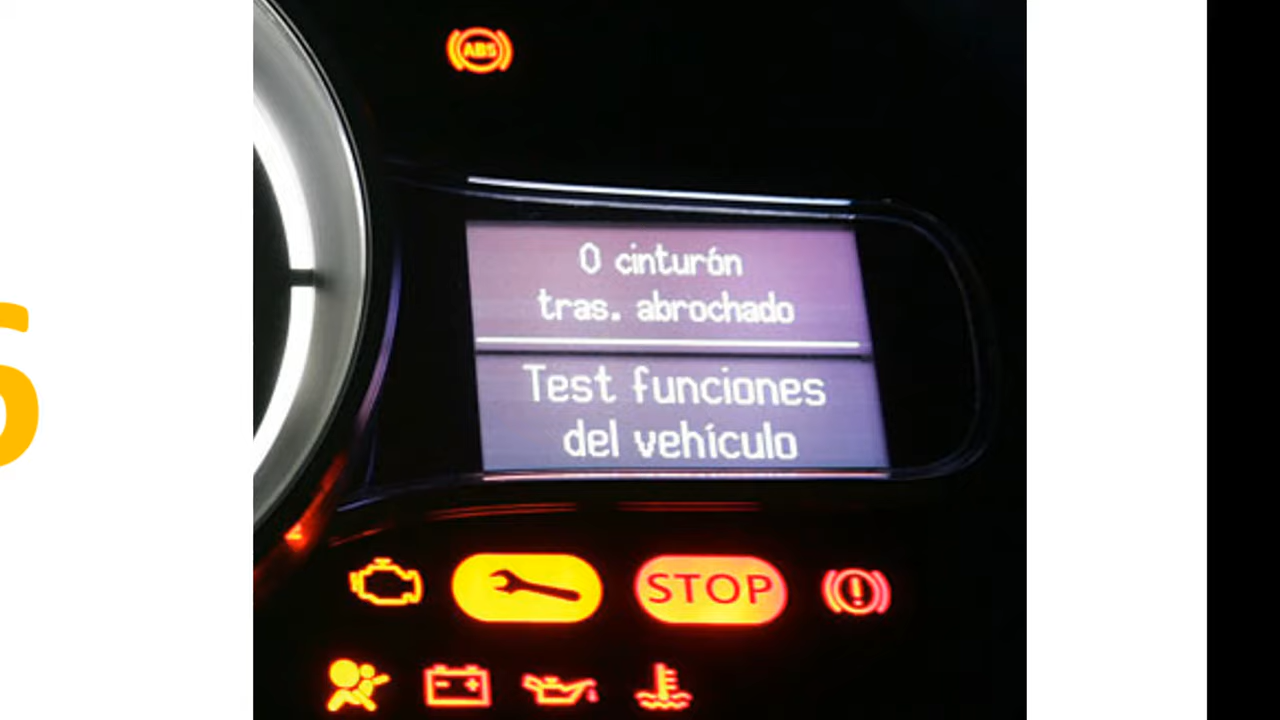 ABS
0 cinturón
tras. abrochado
Test funciones
del vehículo
STOP